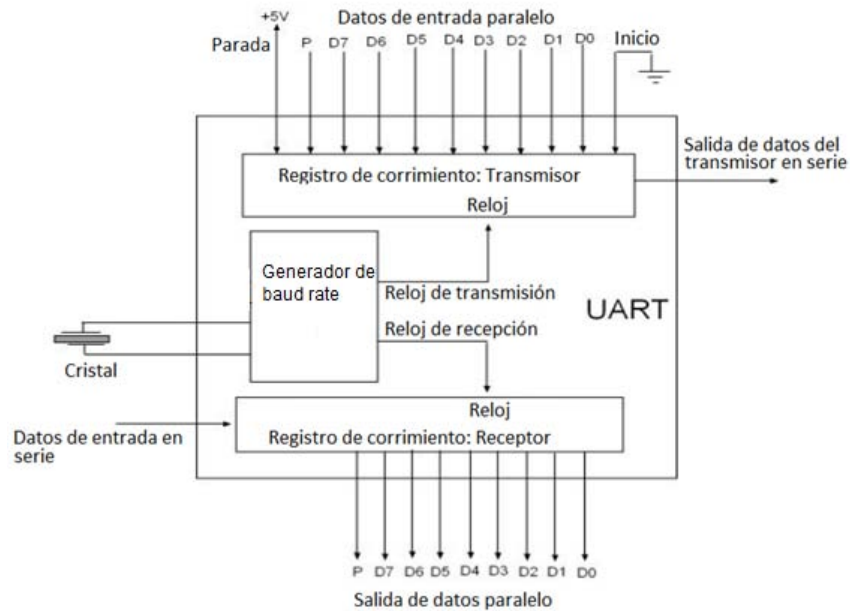 +5V
Datos de entrada paralelo
Parada
P D7 D6 D5 D4 D3 D2 D1 D0
Inicio
Salida de datos del
transmisor en serie
Registro de corrimiento: Transmisor
Reloj
Generador de
baud rate
Reloj de transmisión
UART
Reloj de recepción
Cristal
Reloj
Datos de entrada en
serie
Registro de corrimiento: Receptor
P D7 D6 D5 D4 D3 D2 D1 D0
Salida de datos paralelo